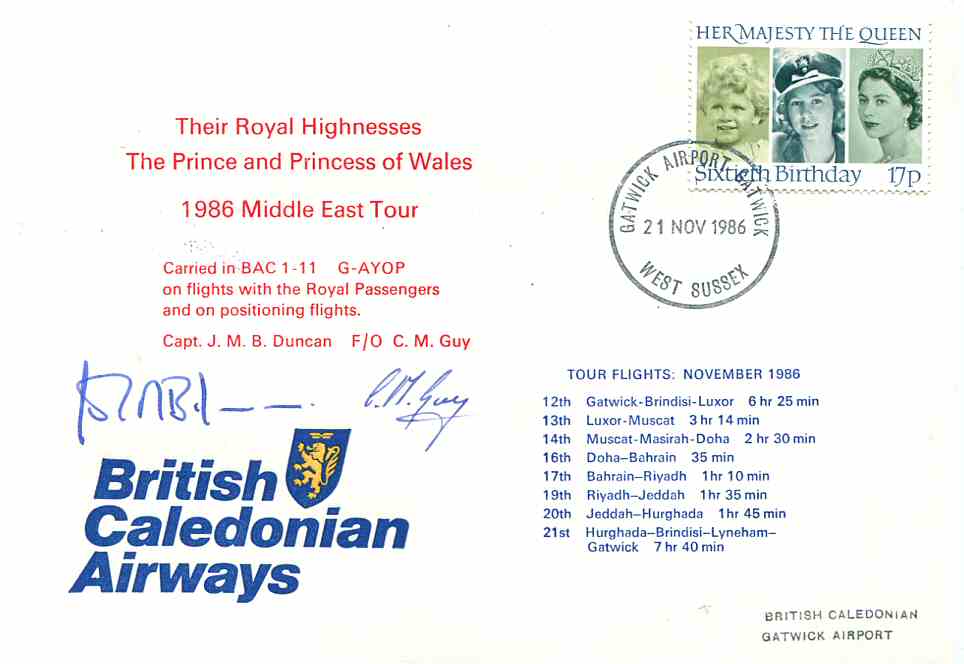 HER MAJESTY THE QUEEN
Sixtieth Birthday 17p
GATWICK AIRPORT, GATWICK
21 NOV 1986
WEST SUSSEX
Their Royal Highnesses
The Prince and Princess of Wales
1986 Middle East Tour
Carried in BAC 1-11 G-AYOP
on flights with the Royal Passengers
and on positioning flights.
Capt. J. M. B. Duncan F/O C. M. Guy
C. M. Guy
British
Caledonian
Airways
TOUR FLIGHTS: NOVEMBER 1986
12th Gatwick-Brindisi-Luxor 6 hr 25 min
13th Luxor-Muscat 3 hr 14 min
14th Muscat-Masirah-Doha 2 hr 30 min
16th Doha–Bahrain 35 min
17th Bahrain–Riyadh 1 hr 10 min
19th Riyadh–Jeddah 1 hr 35 min
20th Jeddah–Hurghada 1 hr 45 min
21st Hurghada–Brindisi–Lyneham–
Gatwick 7 hr 40 min
BRITISH CALEDONIAN
GATWICK AIRPORT